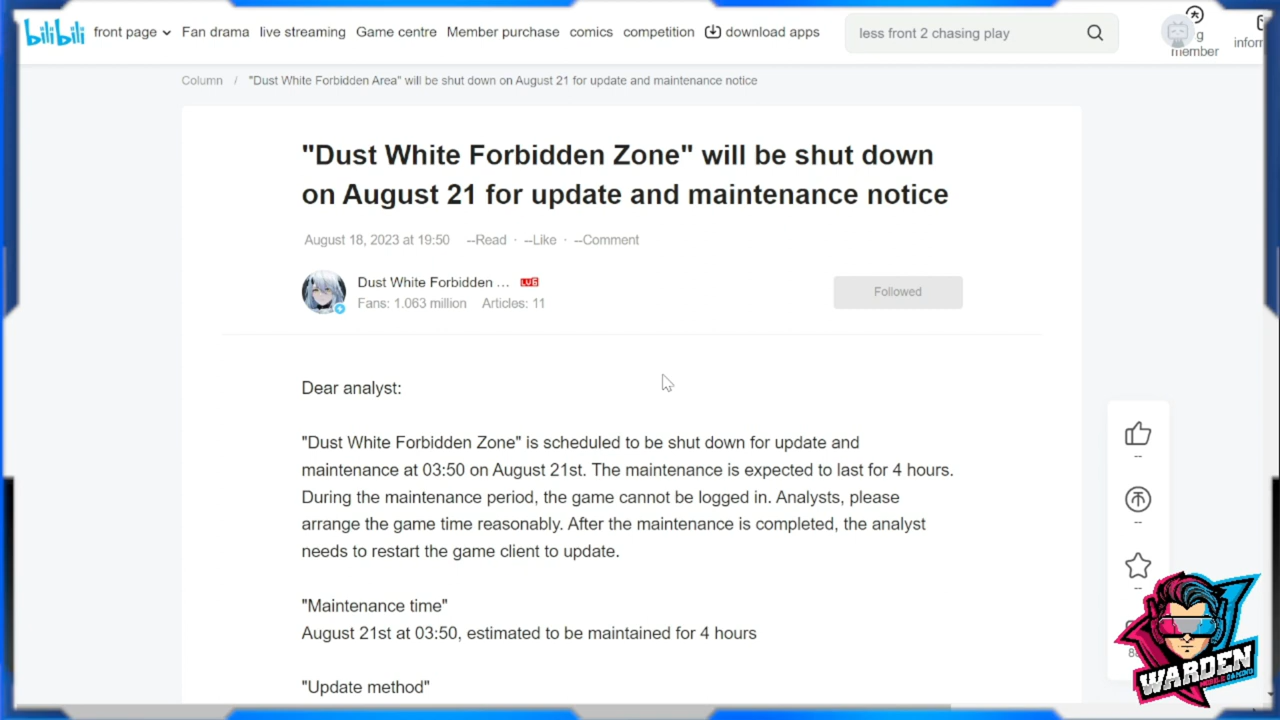 bilibili front page Fan drama live streaming Game centre Member purchase comics competition download apps less front 2 chasing play
g member
Column / "Dust White Forbidden Area" will be shut down on August 21 for update and maintenance notice
"Dust White Forbidden Zone" will be shut down
on August 21 for update and maintenance notice
August 18, 2023 at 19:50 --Read · --Like · --Comment
Dust White Forbidden ... LV6
Fans: 1.063 million Articles: 11
Followed
Dear analyst:
"Dust White Forbidden Zone" is scheduled to be shut down for update and
maintenance at 03:50 on August 21st. The maintenance is expected to last for 4 hours.
During the maintenance period, the game cannot be logged in. Analysts, please
arrange the game time reasonably. After the maintenance is completed, the analyst
needs to restart the game client to update.
"Maintenance time"
August 21st at 03:50, estimated to be maintained for 4 hours
"Update method"
--
--
--
WARDEN
MOBILE GAMING